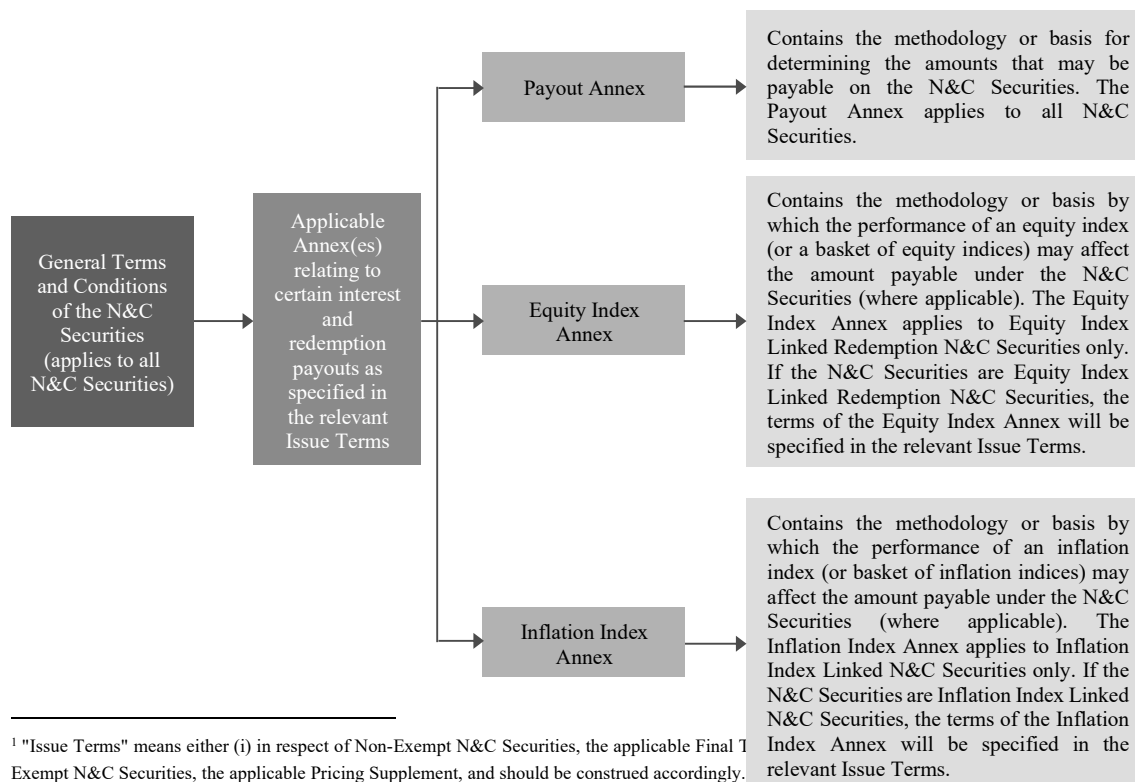 General Terms
and Conditions
of the N&C
Securities
(applies to all
N&C Securities)
Applicable
Annex(es)
relating to
certain interest
and
redemption
payouts as
specified in
the relevant
Issue Terms
Payout Annex
Contains the methodology or basis for
determining the amounts that may be
payable on the N&C Securities. The
Payout Annex applies to all N&C
Securities.
Equity Index
Annex
Contains the methodology or basis by
which the performance of an equity index
(or a basket of equity indices) may affect
the amount payable under the N&C
Securities (where applicable). The Equity
Index Annex applies to Equity Index
Linked Redemption N&C Securities only.
If the N&C Securities are Equity Index
Linked Redemption N&C Securities, the
terms of the Equity Index Annex will be
specified in the relevant Issue Terms.
Inflation Index
Annex
Contains the methodology or basis by
which the performance of an inflation
index (or basket of inflation indices) may
affect the amount payable under the N&C
Securities (where applicable). The
Inflation Index Annex applies to Inflation
Index Linked N&C Securities only. If the
N&C Securities are Inflation Index Linked
N&C Securities, the terms of the Inflation
Index Annex will be specified in the
relevant Issue Terms.
1 "Issue Terms" means either (i) in respect of Non-Exempt N&C Securities, the applicable Final
Exempt N&C Securities, the applicable Pricing Supplement, and should be construed accordingly.